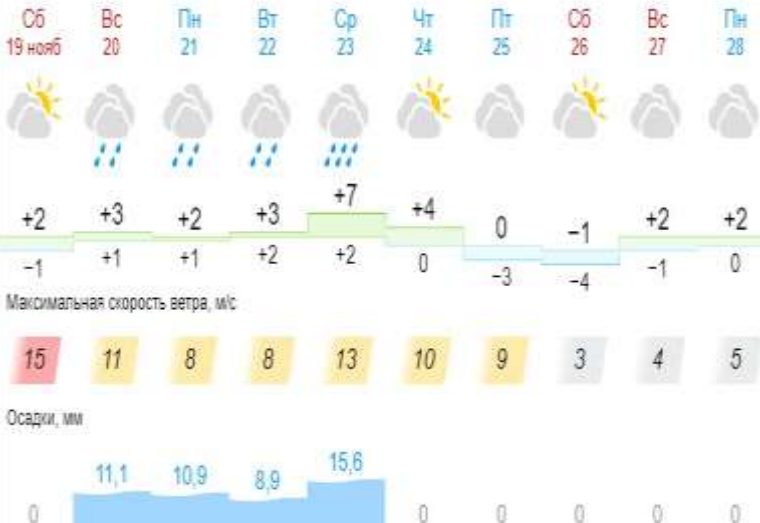 Сб Вс Пн Вт Ср Чт Пт Сб Вс Пн
19 нояб 20 21 22 23 24 25 26 27 28
+2 +3 +2 +3 +7 +4 0 −1 +2 +2
−1 +1 +1 +2 +2 0 −3 −4 −1 0
Максимальная скорость ветра, м/с
15 11 8 8 13 10 9 3 4 5
Осадки, мм
0 11,1 10,9 8,9 15,6 0 0 0 0 0